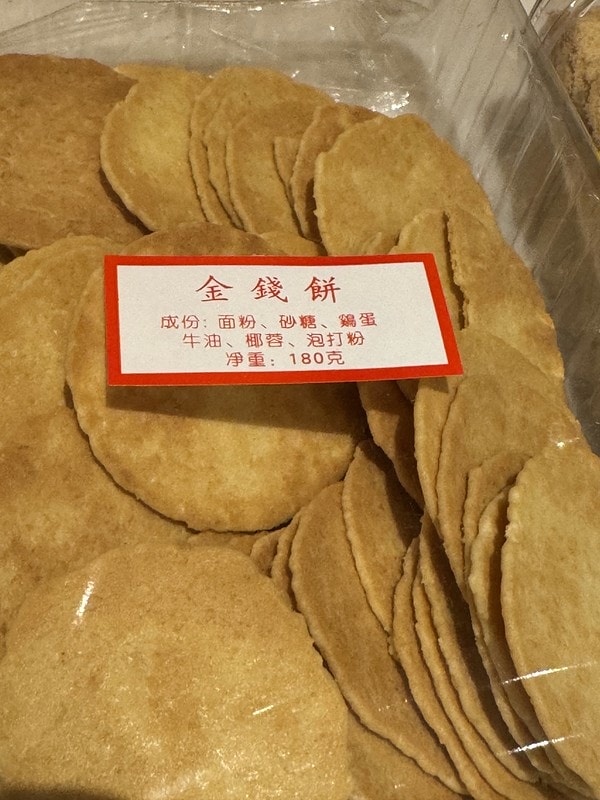 金錢餅
成份: 面粉、砂糖、鷄蛋
牛油、椰蓉、泡打粉
凈重: 180克